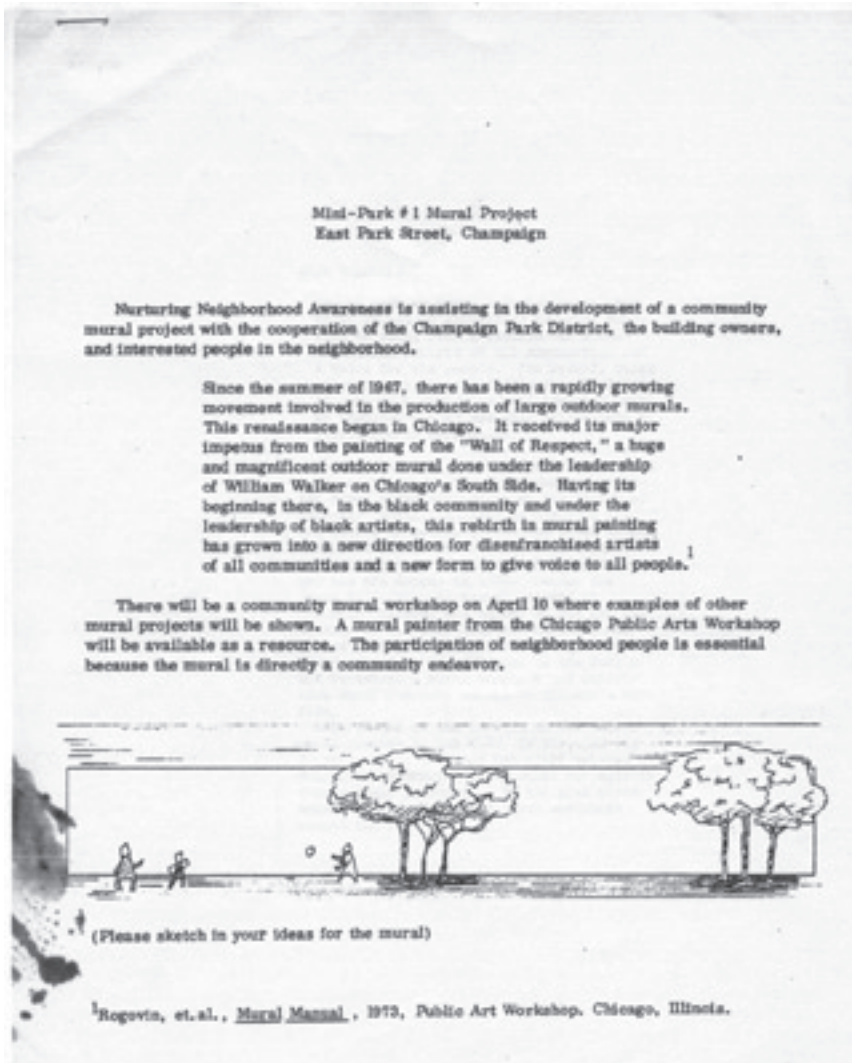 Mini-Park #1 Mural Project
East Park Street, Champaign
Nurturing Neighborhood Awareness is assisting in the development of a community
mural project with the cooperation of the Champaign Park District, the building owners,
and interested people in the neighborhood.
Since the summer of 1967, there has been a rapidly growing
movement involved in the production of large outdoor murals.
This renaissance began in Chicago. It received its major
impetus from the painting of the "Wall of Respect," a huge
and magnificent outdoor mural done under the leadership
of William Walker on Chicago's South Side. Having its
beginning there, in the black community and under the
leadership of black artists, this rebirth in mural painting
has grown into a new direction for disenfranchised artists
of all communities and a new form to give voice to all people.1
There will be a community mural workshop on April 10 where examples of other
mural projects will be shown. A mural painter from the Chicago Public Arts Workshop
will be available as a resource. The participation of neighborhood people is essential
because the mural is directly a community endeavor.
(Please sketch in your ideas for the mural)
1Rogovin, et.al., Mural Manual, 1973, Public Art Workshop. Chicago, Illinois.